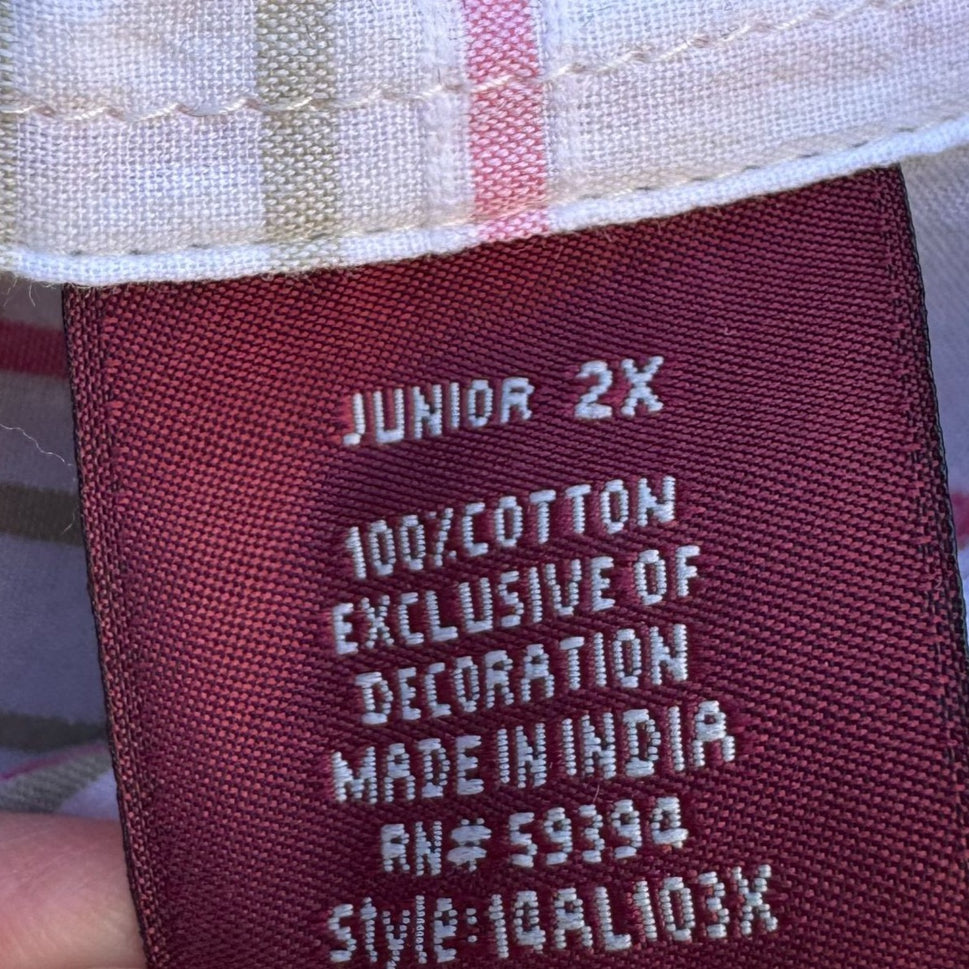 JUNIOR 2X
100%COTTON
EXCLUSIVE OF
DECORATION
MADE IN INDIA
RN# 59394
Style:14AL103X